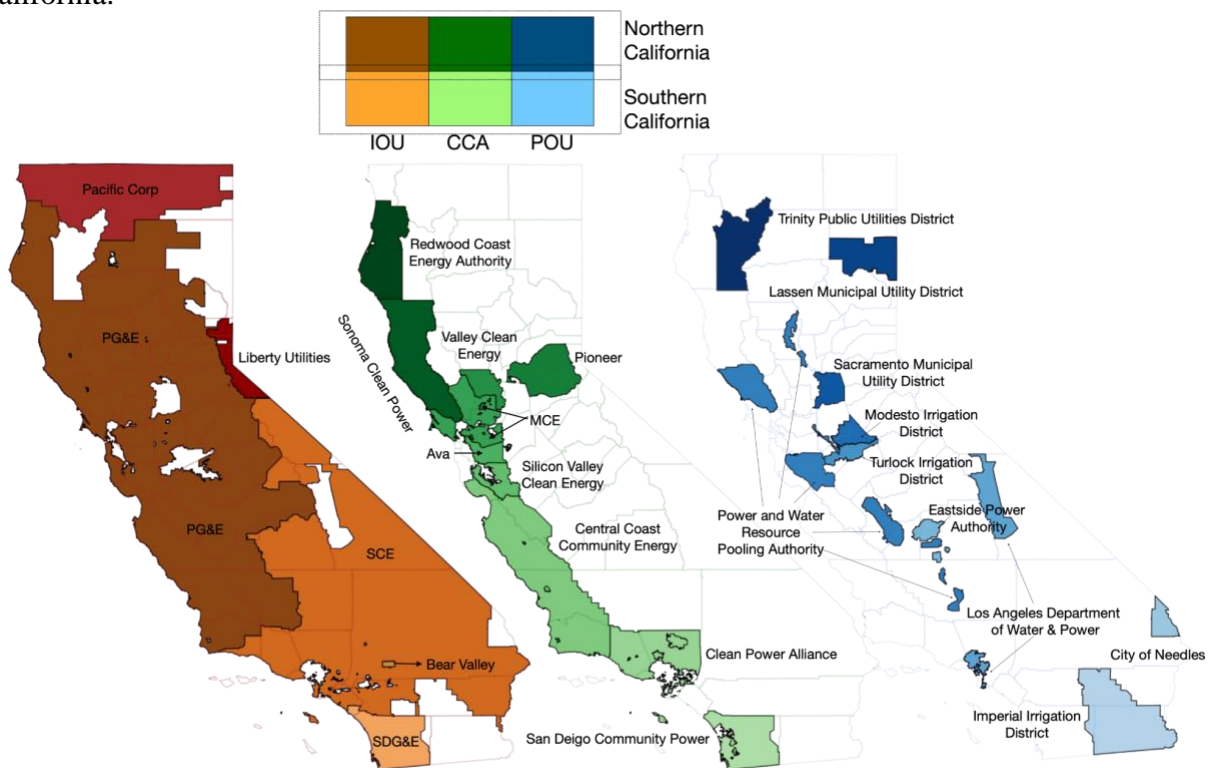 alifornia.
Northern
California
Southern
California
IOU CCA POU
Pacific Corp
PG&E
Liberty Utilities
PG&E
SCE
Bear Valley
SDG&E
Redwood Coast
Energy Authority
Sonoma Clean Power
Valley Clean
Energy
Pioneer
MCE
Ava
Silicon Valley
Clean Energy
Central Coast
Community Energy
Clean Power Alliance
San Deigo Community Power
Trinity Public Utilities District
Lassen Municipal Utility District
Sacramento Municipal
Utility District
Modesto Irrigation
District
Turlock Irrigation
District
Eastside Power
Authority
Power and Water
Resource
Pooling Authority
Los Angeles Department
of Water & Power
City of Needles
Imperial Irrigation
District